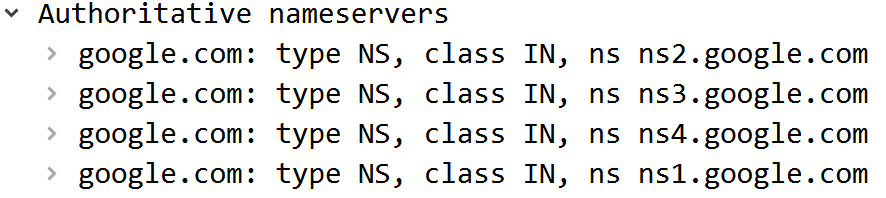 Authoritative nameservers
google.com: type NS, class IN, ns ns2.google.com
google.com: type NS, class IN, ns ns3.google.com
google.com: type NS, class IN, ns ns4.google.com
google.com: type NS, class IN, ns ns1.google.com